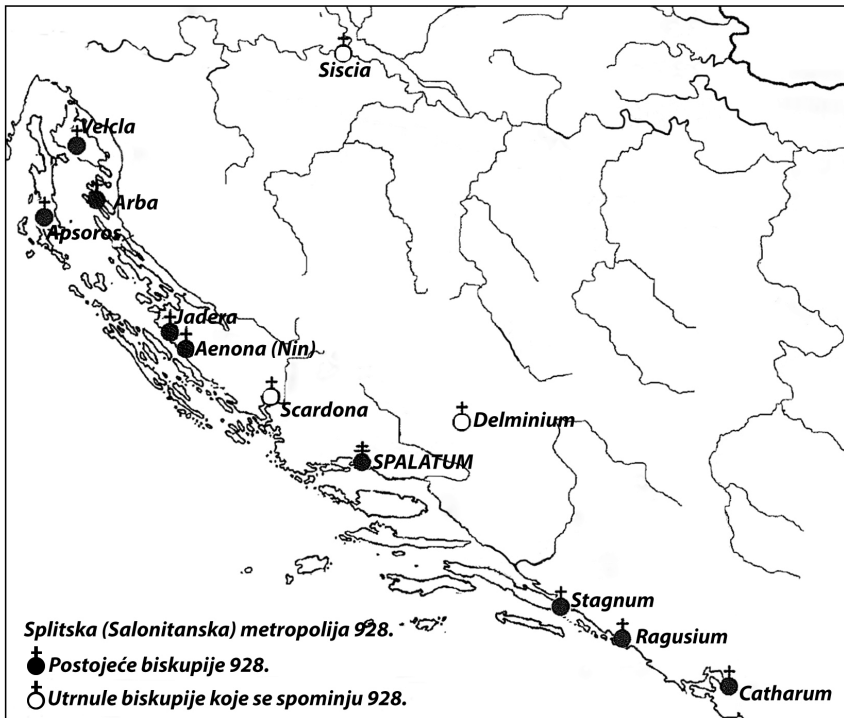 Siscia
Velcla
Arba
Apsoros
Jadera
Aenona (Nin)
Scardona
Delminium
SPALATUM
Stagnum
Ragusium
Catharum
Splitska (Salonitanska) metropolija 928.
Postojeće biskupije 928.
Utrnule biskupije koje se spominju 928.